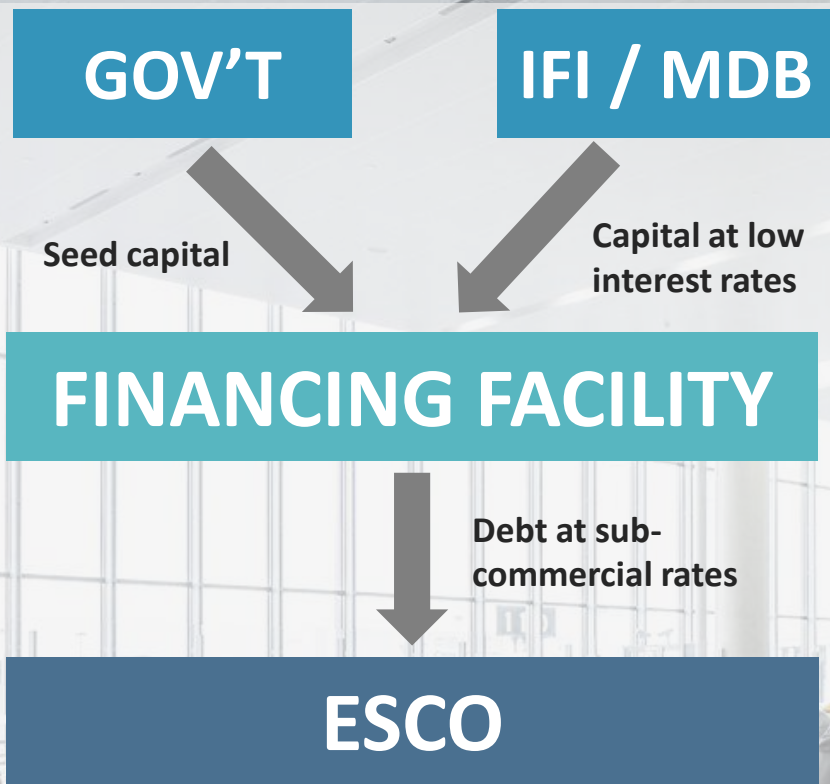 GOV’T
IFI / MDB
Seed capital
Capital at low
interest rates
FINANCING FACILITY
Debt at sub-
commercial rates
ESCO